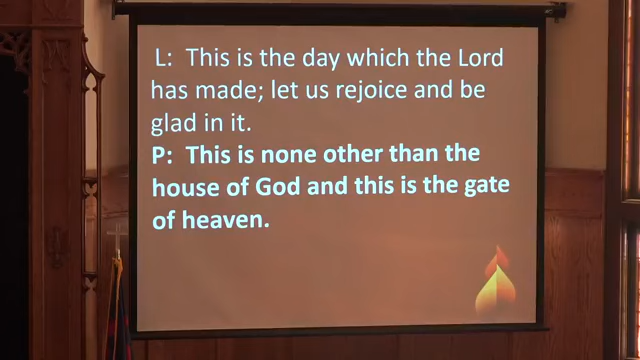 L: This is the day which the Lord
has made; let us rejoice and be
glad in it.
P: This is none other than the
house of God and this is the gate
of heaven.